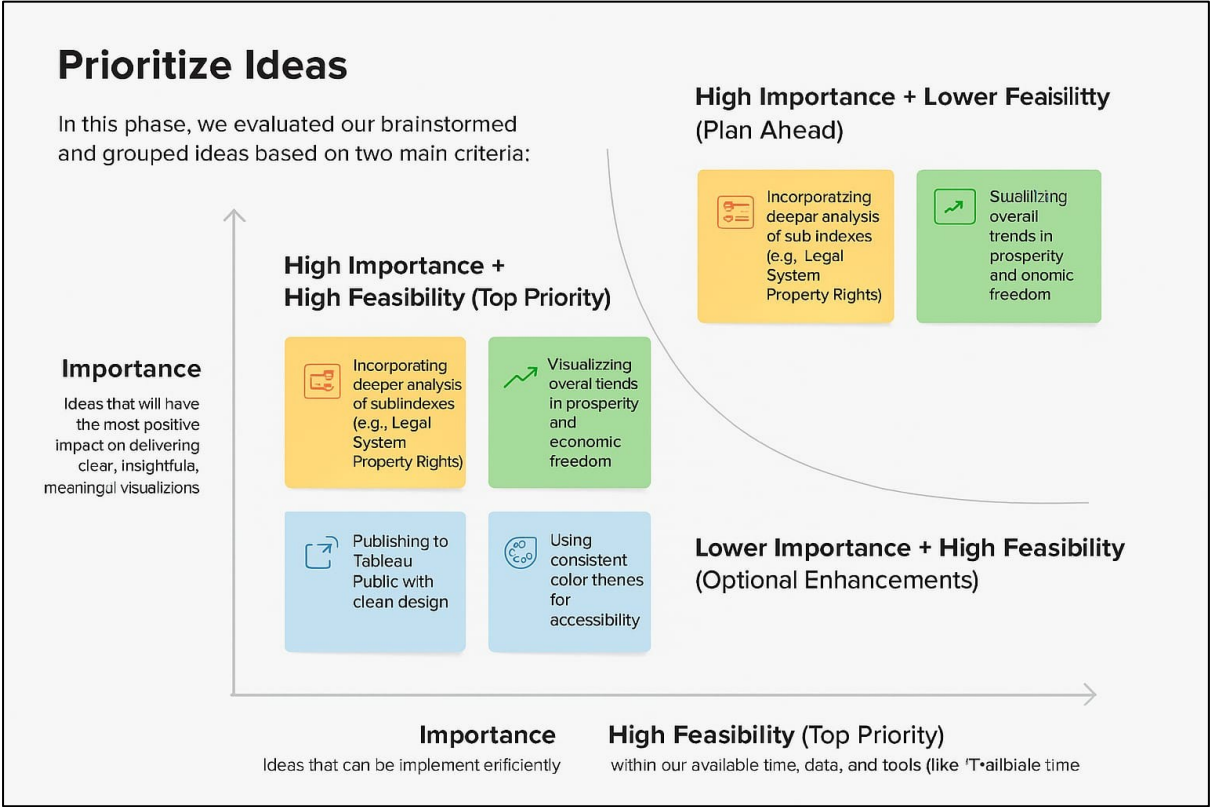 Prioritize Ideas
In this phase, we evaluated our brainstormed
and grouped ideas based on two main criteria:
High Importance + Lower Feaisilitty
(Plan Ahead)
Incorporatzing
deepar analysis
of sub indexes
(e.g, Legal
System
Property Rights)
overail
trends in
prosperity
and onomic
freedom
High Importance +
High Feasibility (Top Priority)
Incorporating
deeper analysis
of sublindexes
(e.g., Legal
System
Property Rights)
Visualizzing
overal tiends
in prosperity
and
economic
freedom
Importance
Ideas that will have
the most positive
impact on delivering
clear, insightfula,
meaningul visualizions
Publishing to
Tableau
Public with
clean design
Using
consistent
color thenes
for
accessibility
Lower Importance + High Feasibility
(Optional Enhancements)
Importance
Ideas that can be implement erificiently
High Feasibility (Top Priority)
within our available time, data, and tools (like time